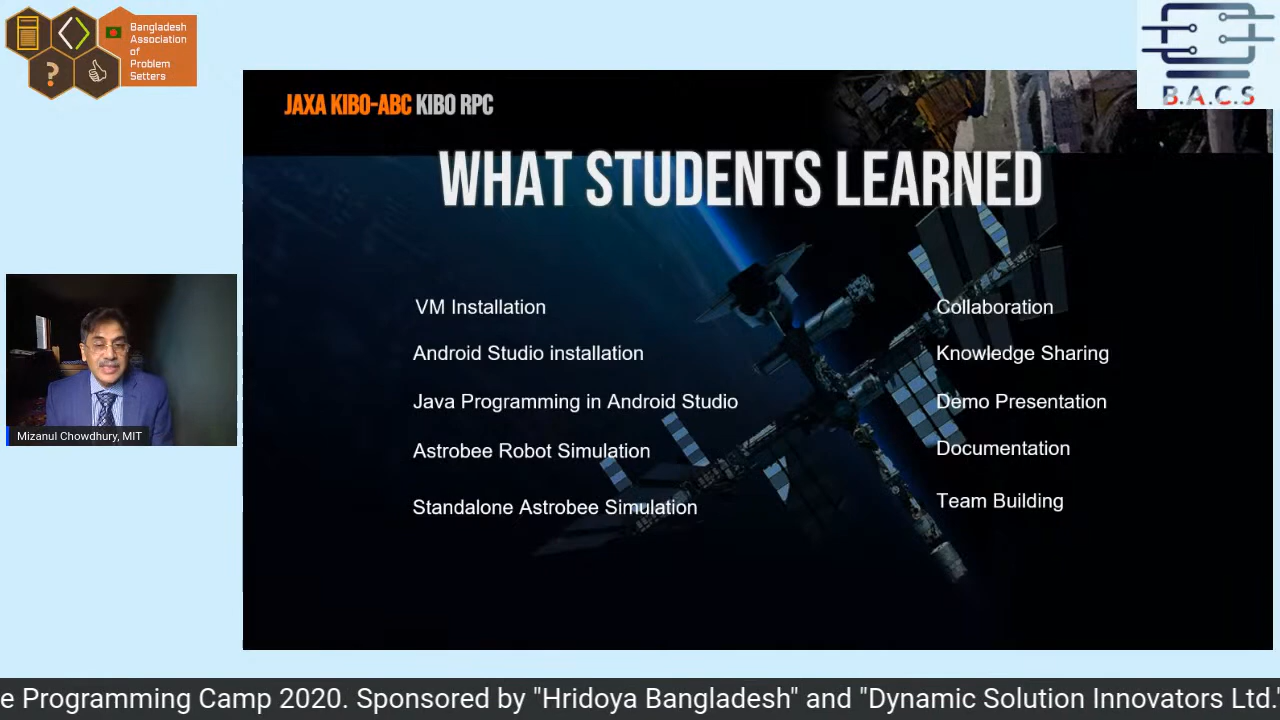 Bangladesh
Association
of
Problem
Setters
?
B.A.C.S
JAXA KIBO-ABC KIBO RPC
WHAT STUDENTS LEARNED
VM Installation
Android Studio installation
Java Programming in Android Studio
Astrobee Robot Simulation
Standalone Astrobee Simulation
Collaboration
Knowledge Sharing
Demo Presentation
Documentation
Team Building
Mizanul Chowdhury, MIT
e Programming Camp 2020. Sponsored by "Hridoya Bangladesh" and "Dynamic Solution Innovators Ltd."